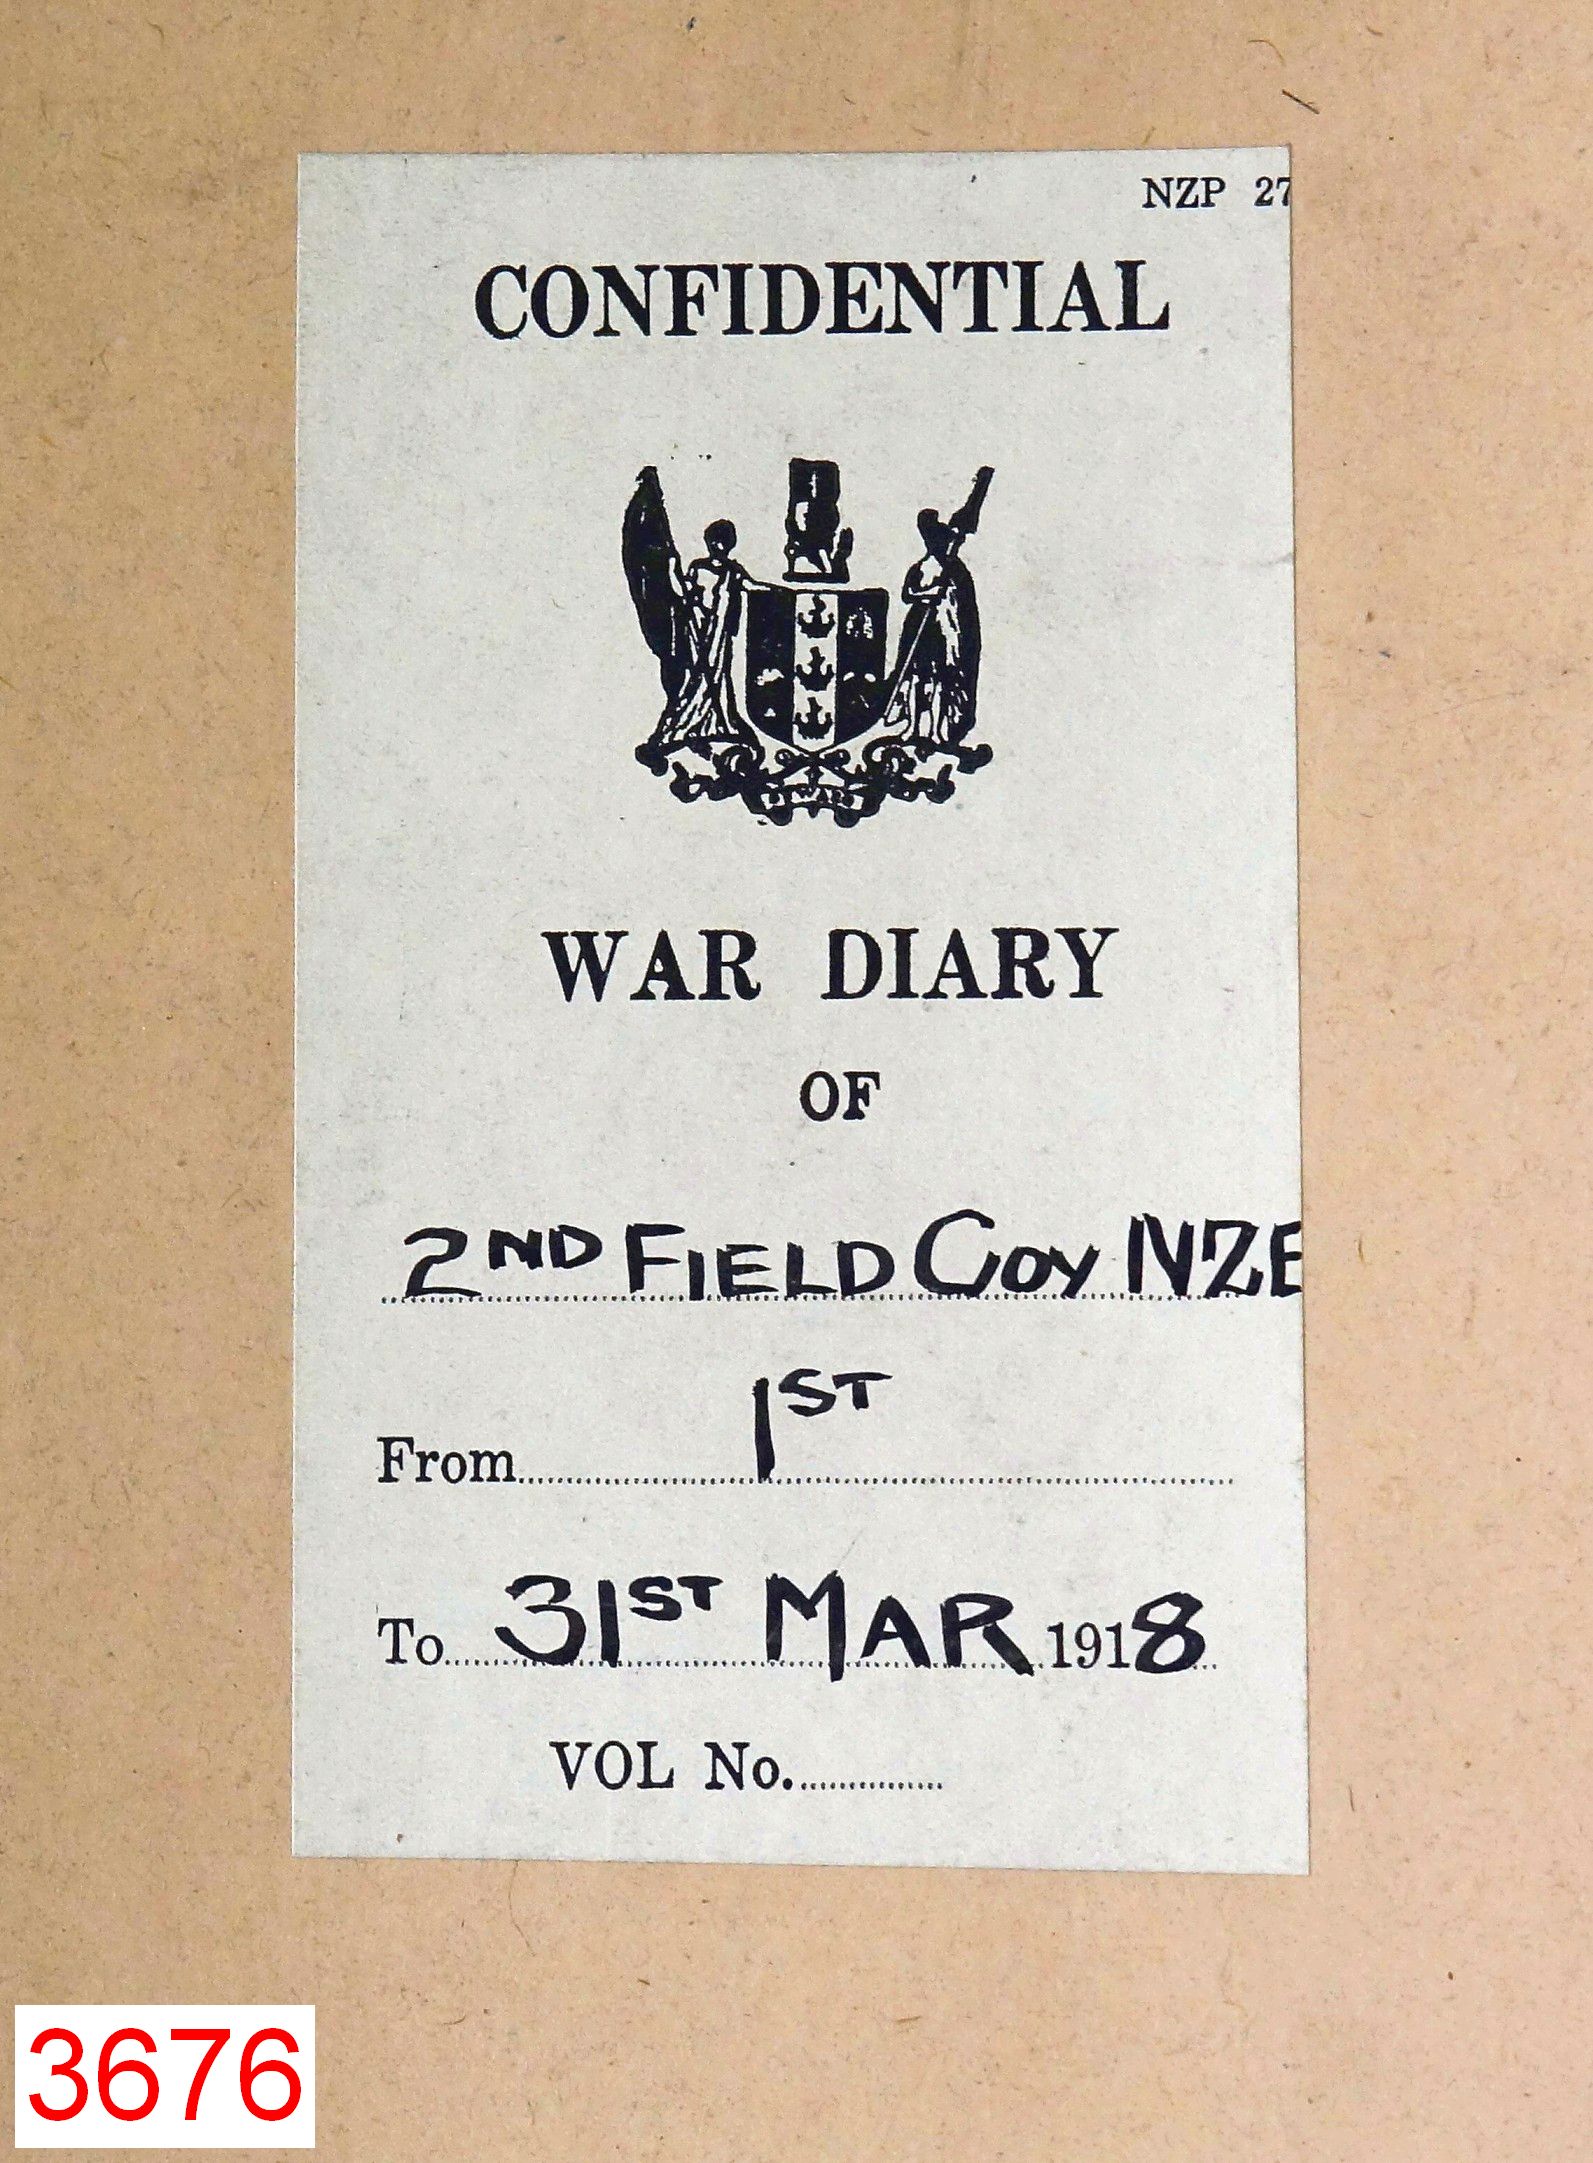 NZP 27
CONFIDENTIAL
WAR DIARY
OF
2ND FIELD COY NZE
From 1ST
To 31ST MAR 1918
VOL No.
3676